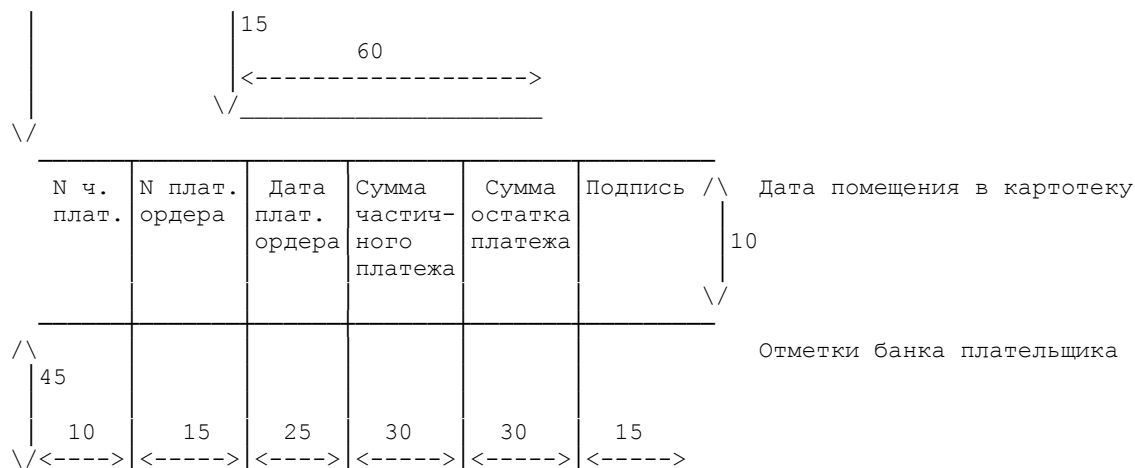 15
60
N ч. N плат. Дата Сумма Сумма Подпись Дата помещения в картотеку
плат. ордера плат. частич- остатка
ордера ного платежа 10
платежа
Отметки банка плательщика
45
10 15 25 30 30 15